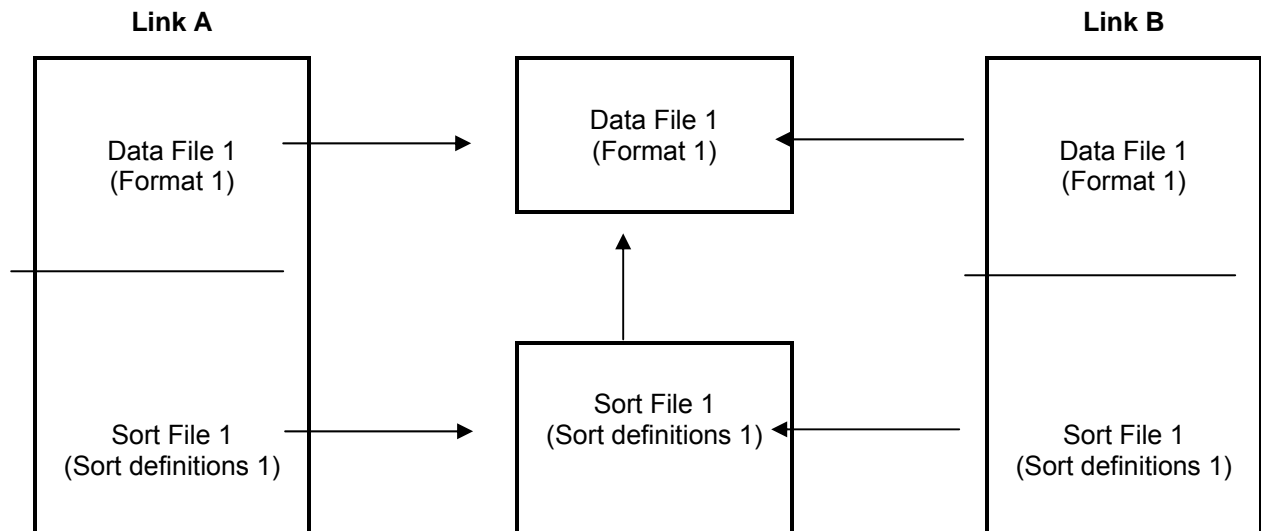 Link A
Link B
Data File 1
(Format 1)
Data File 1
(Format 1)
Data File 1
(Format 1)
Sort File 1
(Sort definitions 1)
Sort File 1
(Sort definitions 1)
Sort File 1
(Sort definitions 1)